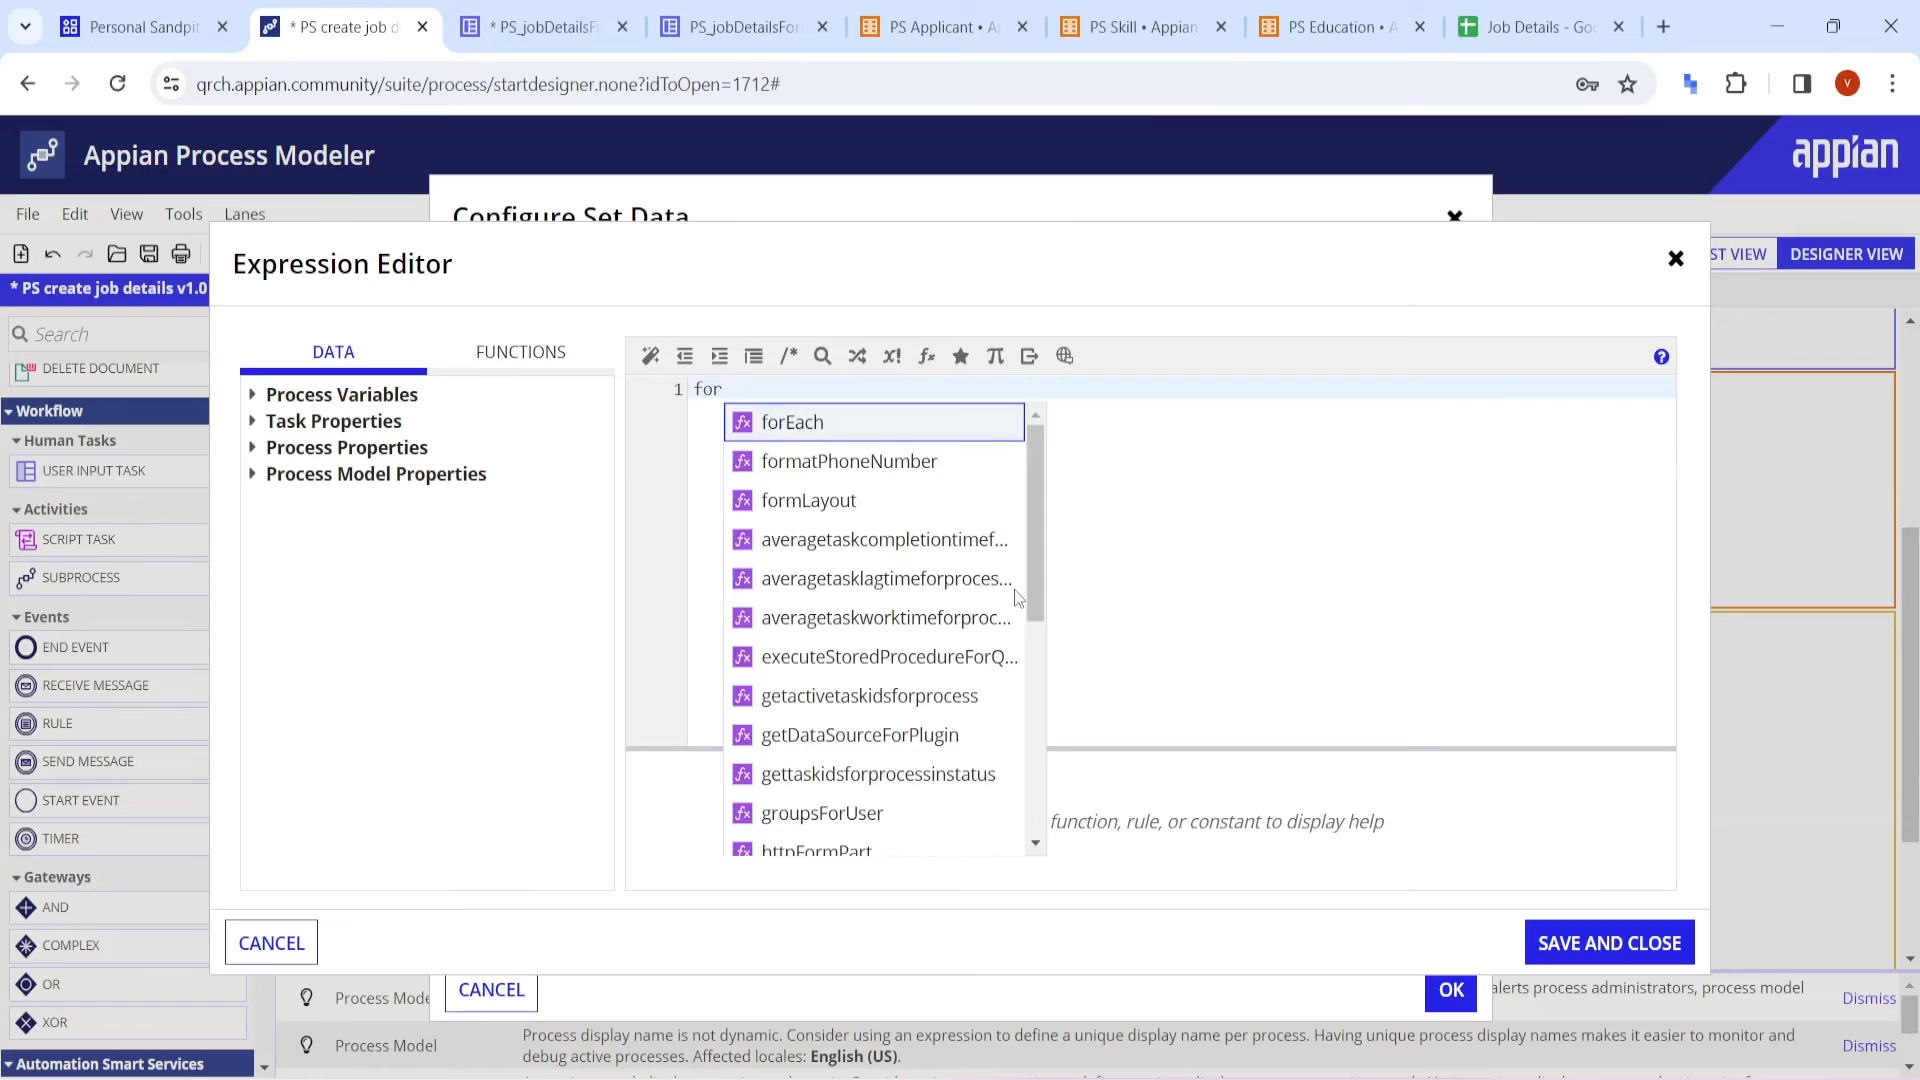 Personal Sandpit
* PS create job d
* PS_jobDetailsFi
PS_jobDetailsFor
PS Applicant • A
PS Skill • Appian
PS Education • A
Job Details - Goo
qrch.appian.community/suite/process/startdesigner.none?idToOpen=1712#
V
Appian Process Modeler
appian
File Edit View Tools Lanes
Configure Set Data
ST VIEW
DESIGNER VIEW
* PS create job details v1.0
Expression Editor
Search
DELETE DOCUMENT
Workflow
Human Tasks
USER INPUT TASK
Activities
SCRIPT TASK
SUBPROCESS
Events
END EVENT
RECEIVE MESSAGE
RULE
SEND MESSAGE
START EVENT
TIMER
Gateways
AND
COMPLEX
OR
XOR
Automation Smart Services
DATA
FUNCTIONS
Process Variables
Task Properties
Process Properties
Process Model Properties
/*
1 for
forEach
formatPhoneNumber
formLayout
averagetaskcompletiontimef...
averagetasklagtimeforproces...
averagetaskworktimeforproc...
executeStoredProcedureForQ...
getactivetaskidsforprocess
getDataSourceForPlugin
gettaskidsforprocessinstatus
groupsForUser
httpFormPart
function, rule, or constant to display help
CANCEL
SAVE AND CLOSE
CANCEL
OK
Process Mode
alerts process administrators, process model
Dismiss
Process Model
Process display name is not dynamic. Consider using an expression to define a unique display name per process. Having unique process display names makes it easier to monitor and
debug active processes. Affected locales: English (US).
Dismiss